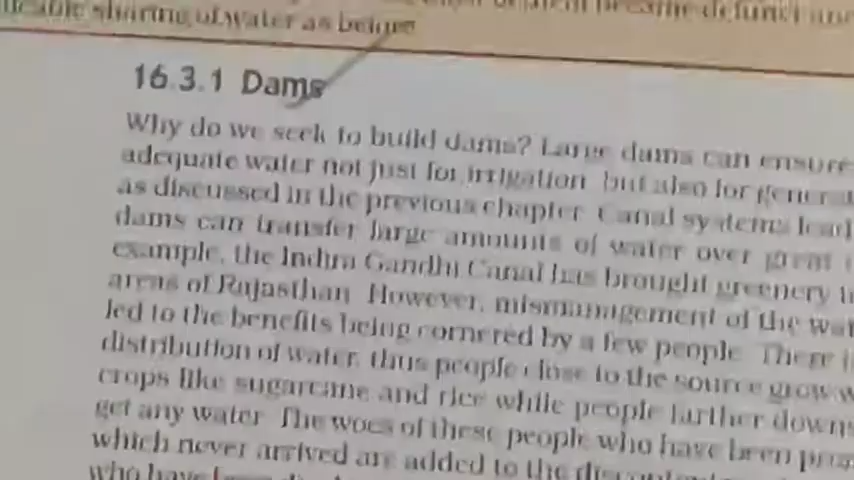 sharing of water as before
16.3.1 Dams
Why do we seek to build dams? Large dams can ensure
adequate water not just for irrigation, but also for
as discussed in the previous chapter. Canal systems
dams can transfer large amounts of water over great
example, the Indira Gandhi Canal has brought greenery
areas of Rajasthan. However, mismanagement of the
led to the benefits being cornered by a few people. There
distribution of water, thus people close to the source grow
crops like sugarcane and rice while people farther
get any water. The woes of these people who have been
which never arrived are added to the
who have